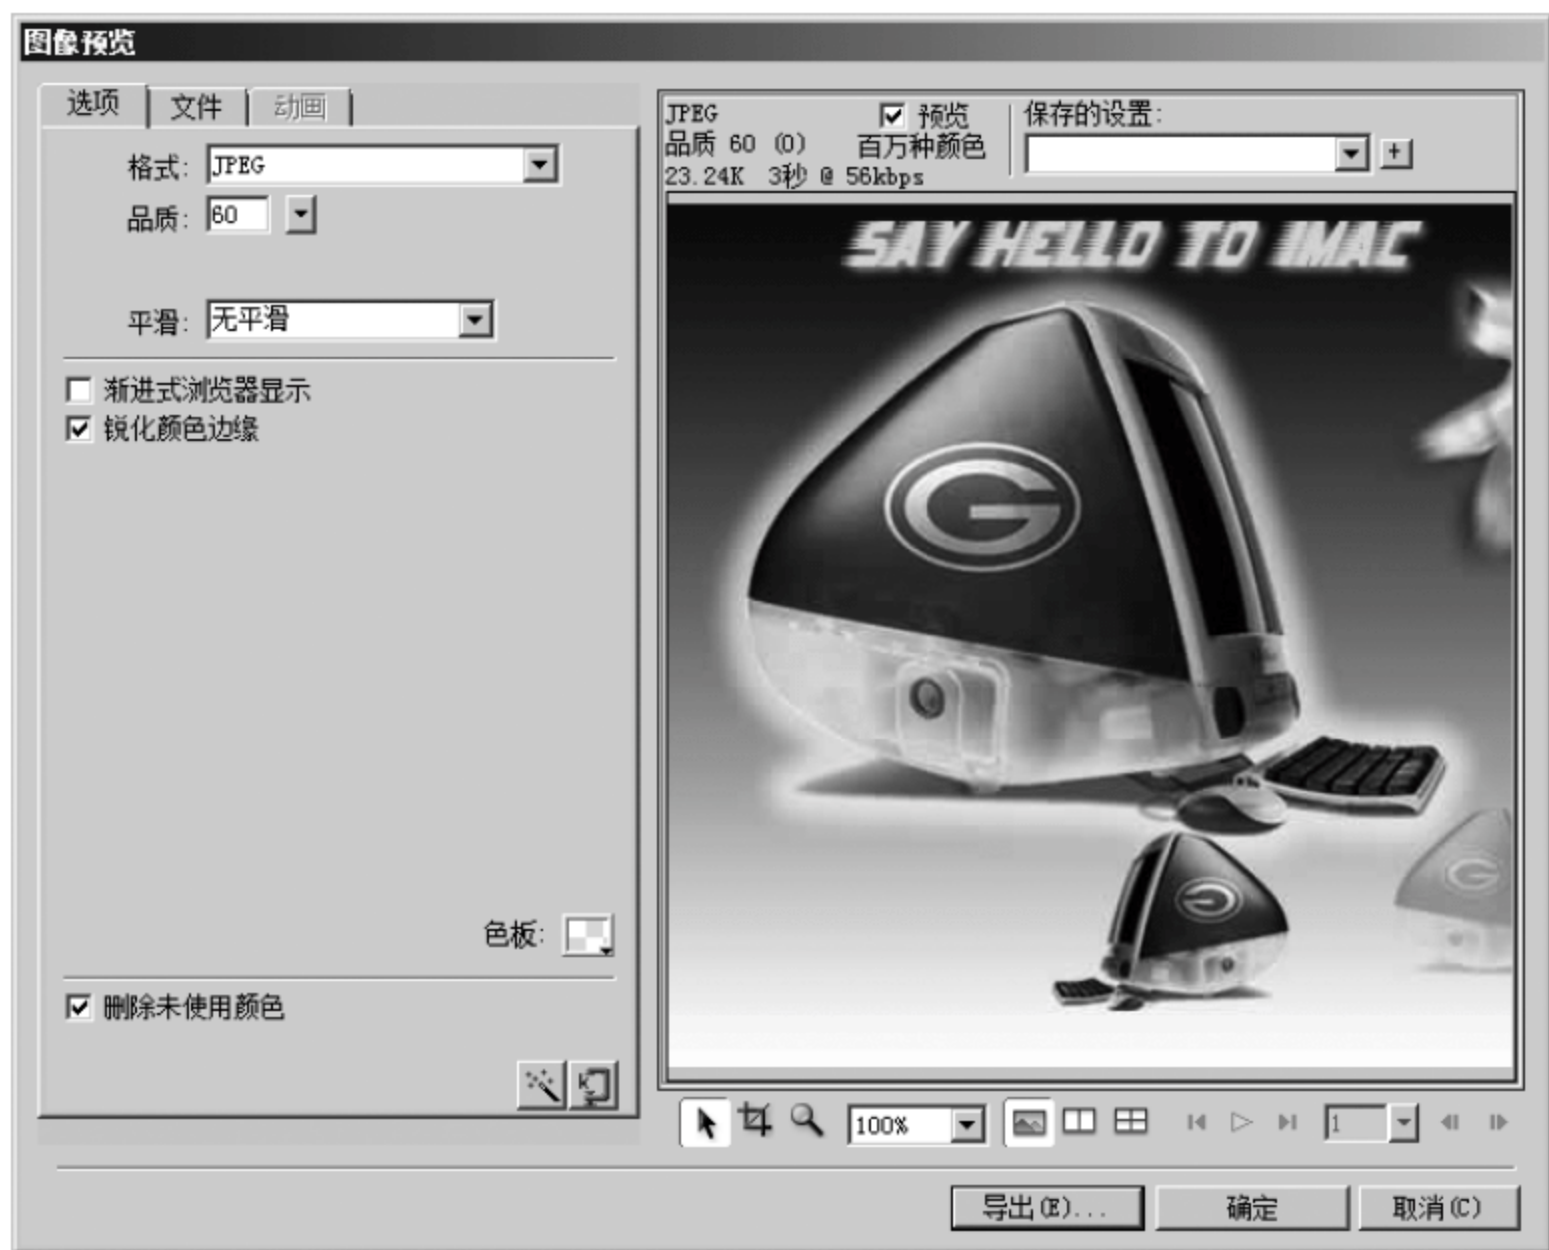 图像预览
选项 文件 动画
格式: JPEG
品质: 60
平滑: 无平滑
渐进式浏览器显示
锐化颜色边缘
色板:
删除未使用颜色
JPEG 预览 保存的设置:
品质 60 (0) 百万种颜色
23.24K 3秒 @ 56kbps
+
SAY HELLO TO IMAC
G
G
G
100% 1
导出(E)... 确定 取消(C)